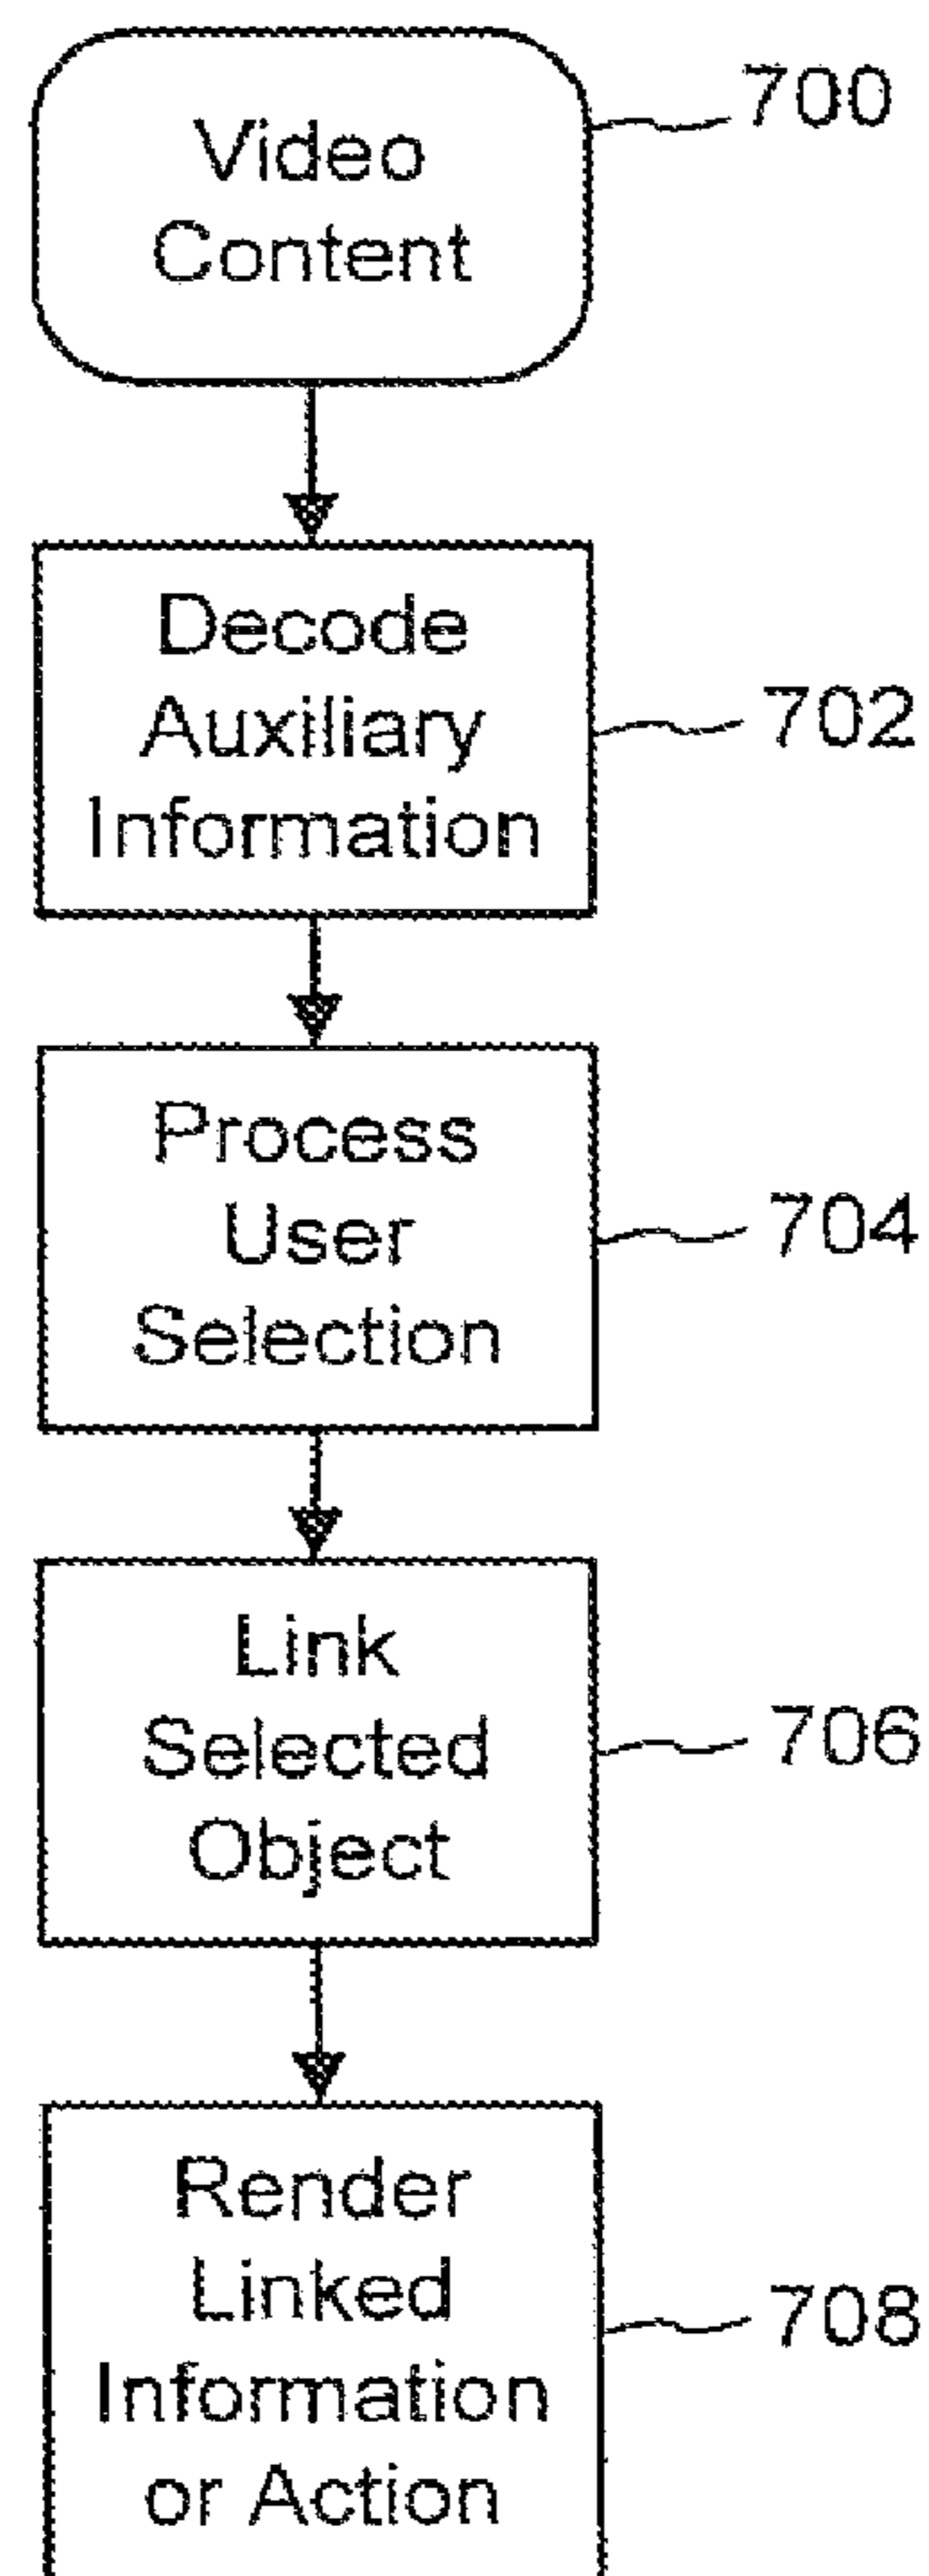 Video
Content
700
Decode
Auxiliary
Information
702
Process
User
Selection
704
Link
Selected
Object
706
Render
Linked
Information
or Action
708